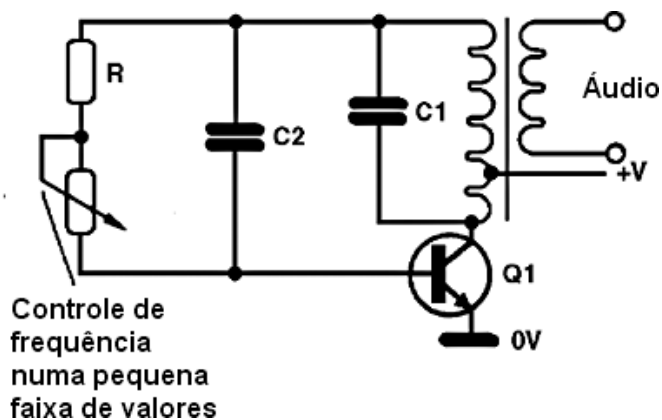 R
C2
C1
Áudio
+V
Q1
0V
Controle de
frequência
numa pequena
faixa de valores